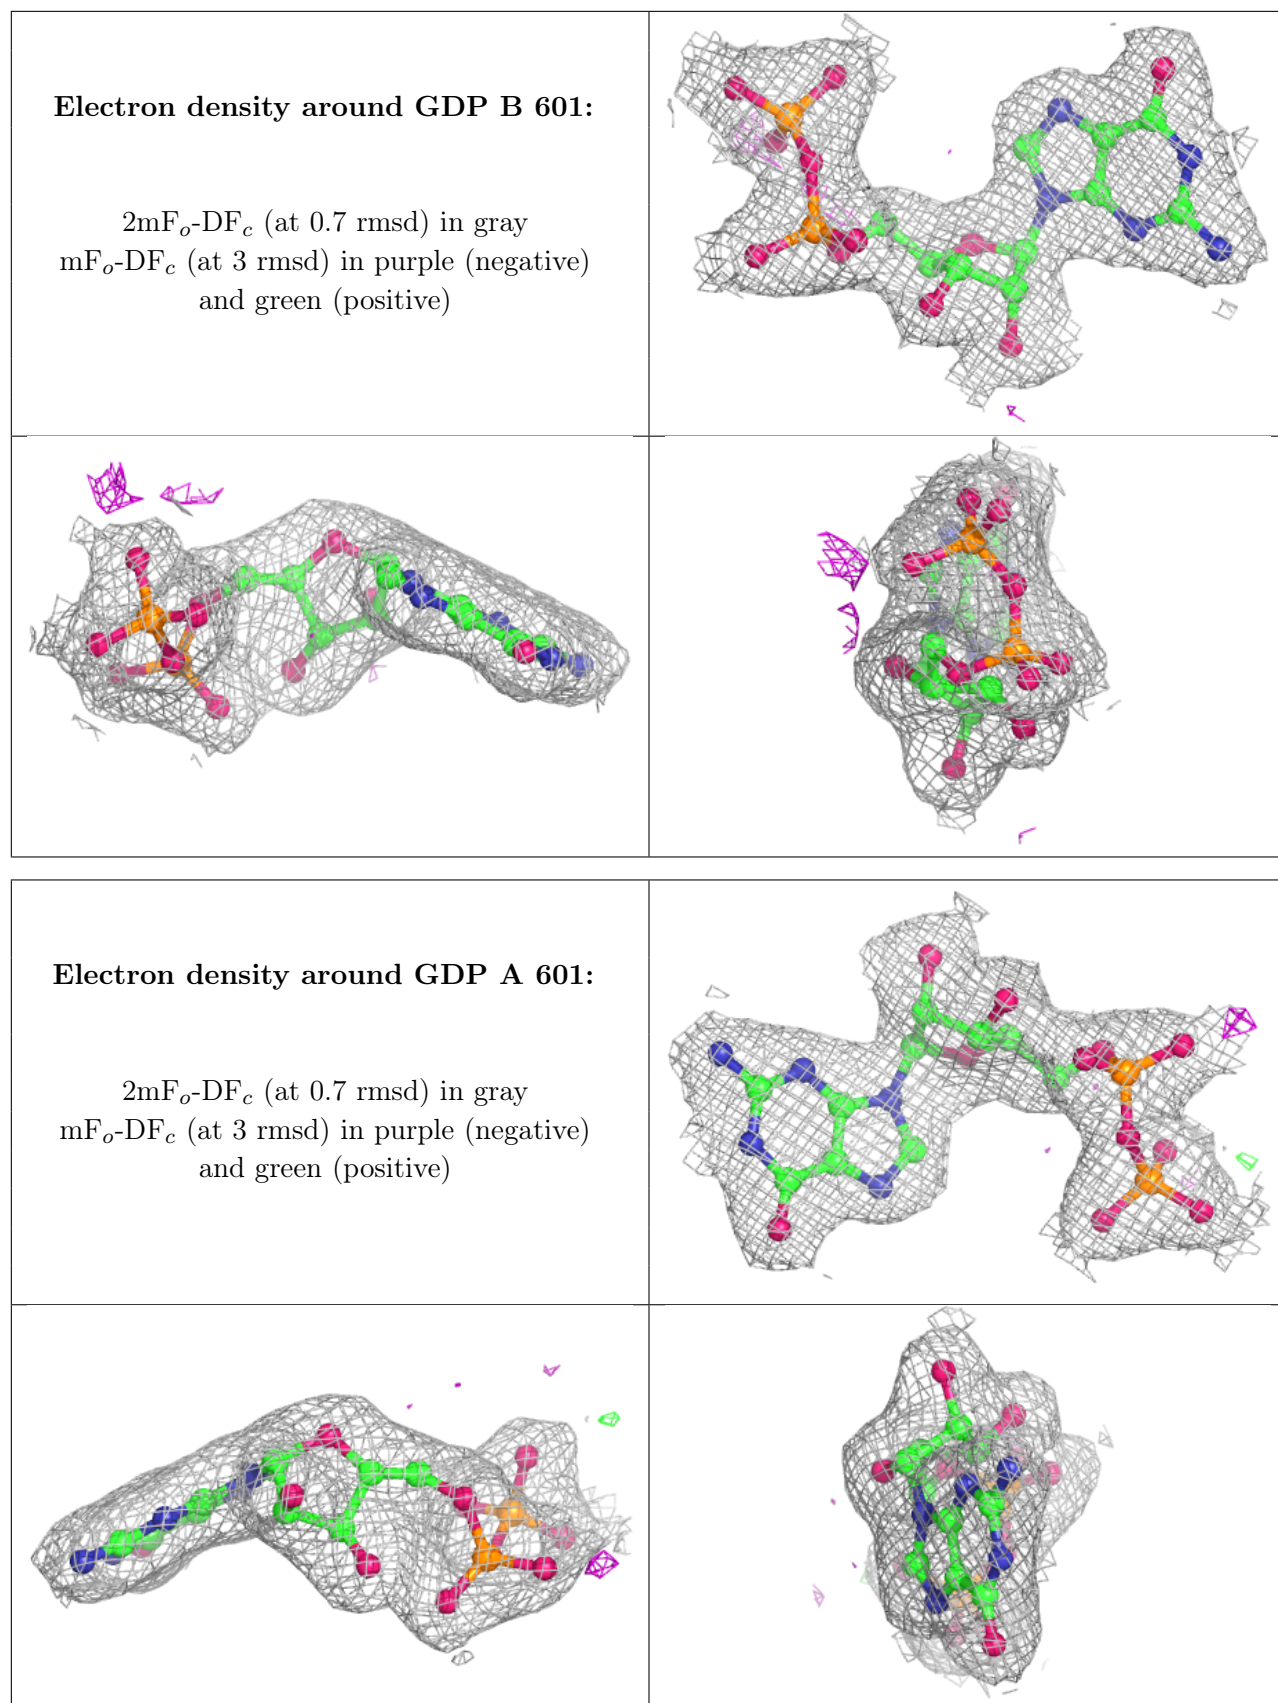 Electron density around GDP B 601:
2mFo-DFc (at 0.7 rmsd) in gray
mFo-DFc (at 3 rmsd) in purple (negative)
and green (positive)
Electron density around GDP A 601:
2mFo-DFc (at 0.7 rmsd) in gray
mFo-DFc (at 3 rmsd) in purple (negative)
and green (positive)